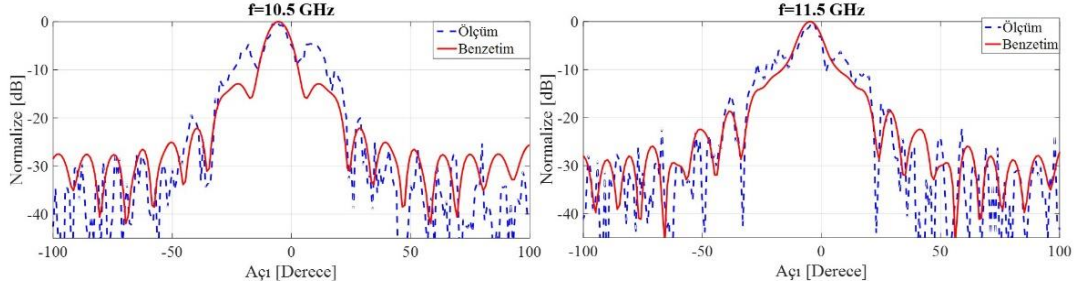 f=10.5 GHz
0
-10
-20
-30
-40
Normalize [dB]
Ölçüm
Benzetim
-100
-50
0
50
100
Açı [Derece]
f=11.5 GHz
0
-10
-20
-30
-40
Normalize [dB]
Ölçüm
Benzetim
-100
-50
0
50
100
Açı [Derece]